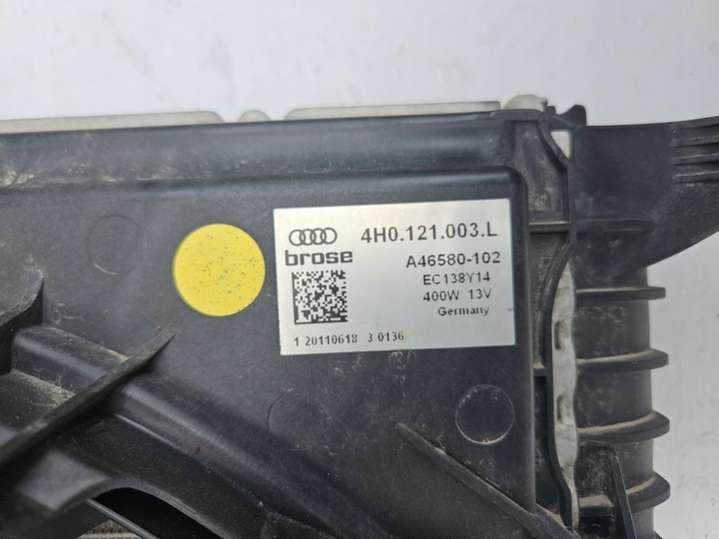 4H0.121.003.L
brose
A46580-102
EC138Y14
400W 13V
Germany
1 20110618 3 0136